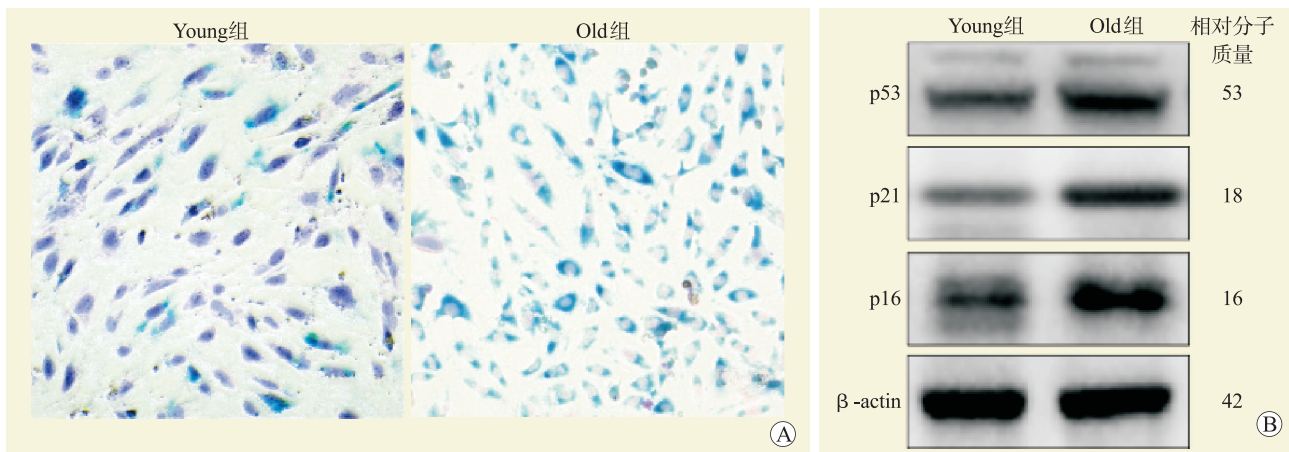 Young组
Old组
Ⓐ
Young组
Old组
相对分子
质量
p53
53
p21
18
p16
16
β-actin
42
Ⓑ